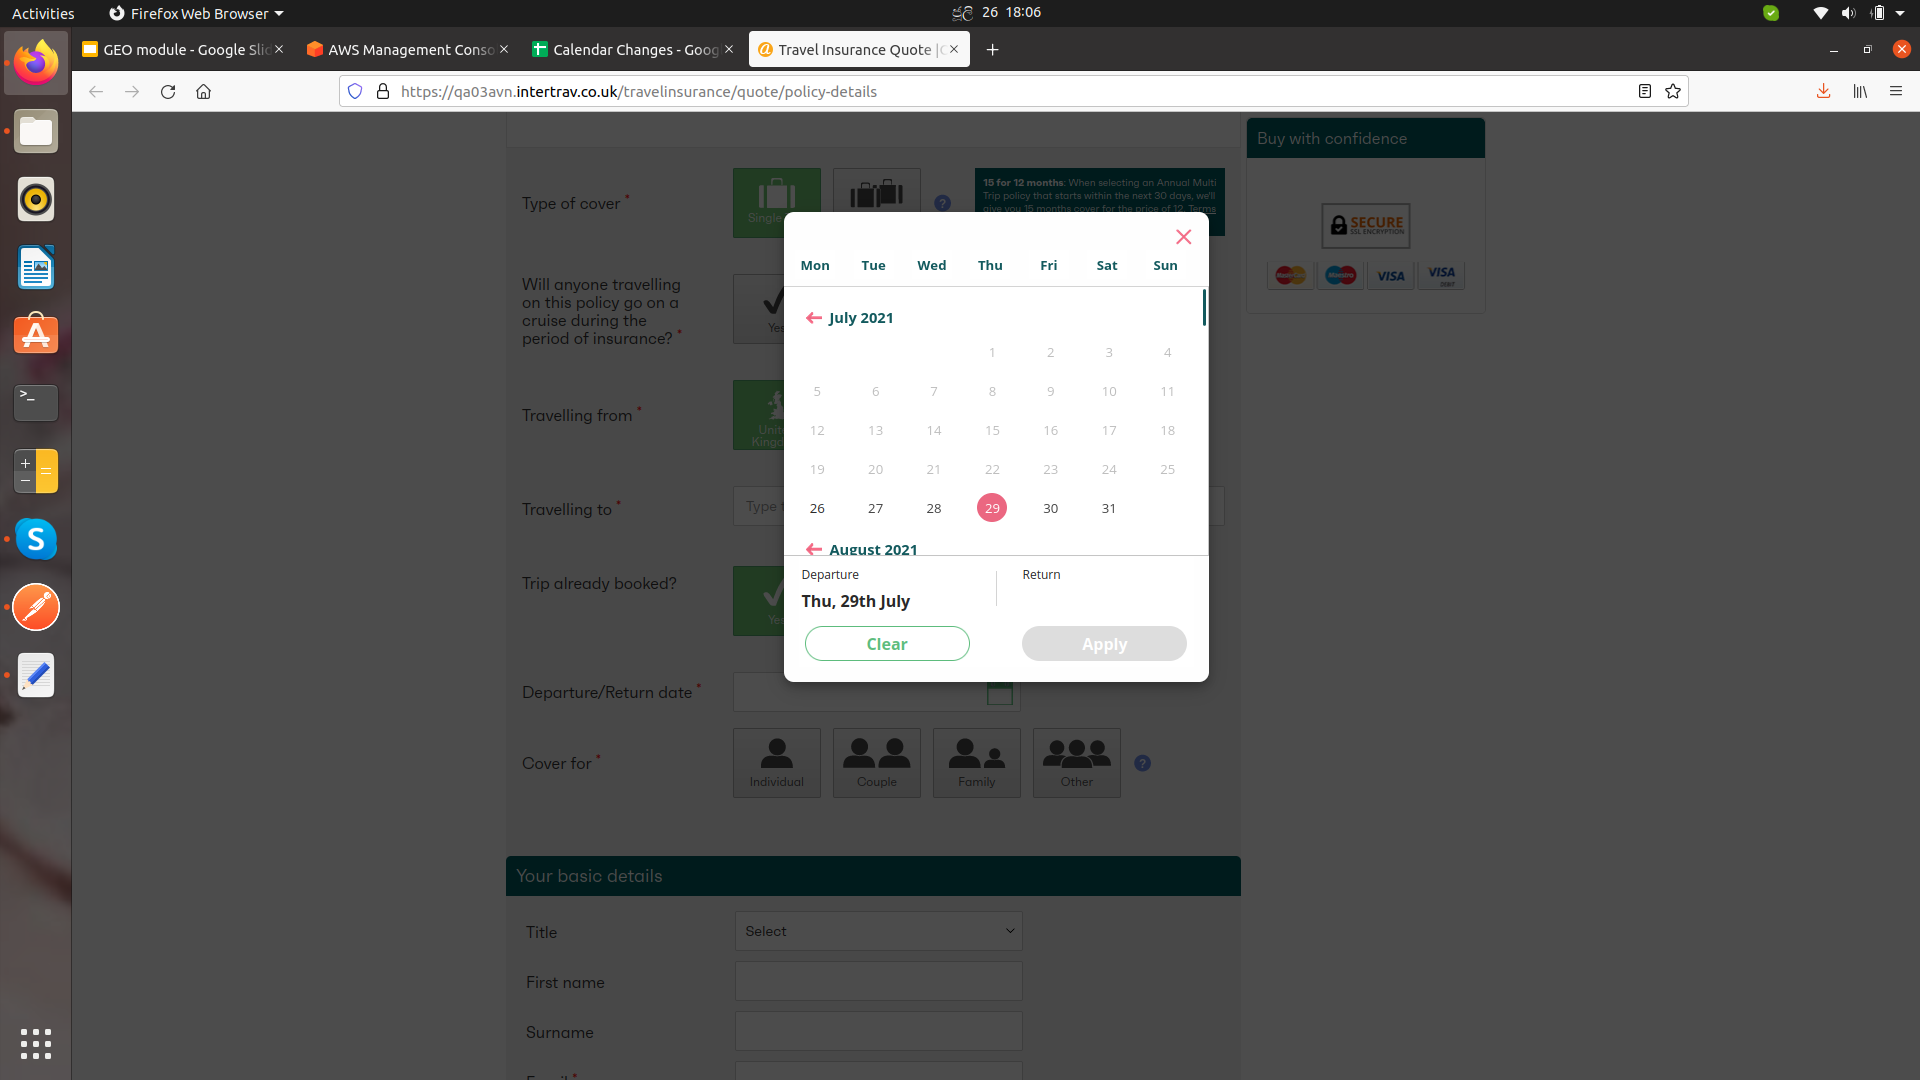 Activities
Firefox Web Browser
ජූලි 26 18:06
GEO module - Google Slid
AWS Management Conso
Calendar Changes - Goog
Travel Insurance Quote |
https://qa03avn.intertrav.co.uk/travelinsurance/quote/policy-details
Buy with confidence
Type of cover *
Single
?
15 for 12 months: When selecting an Annual Multi
Trip policy that starts within the next 30 days, we'll
give you 15 months cover for the price of 12. Terms
SECURE
SSL ENCRYPTION
MasterCard
Maestro
VISA
VISA
DEBIT
Will anyone travelling
on this policy go on a
cruise during the
period of insurance? *
Yes
Travelling from *
United
Kingd
Travelling to *
Type
Trip already booked?
Yes
Mon Tue Wed Thu Fri Sat Sun
July 2021
1 2 3 4
5 6 7 8 9 10 11
12 13 14 15 16 17 18
19 20 21 22 23 24 25
26 27 28 29 30 31
August 2021
Departure
Return
Thu, 29th July
Clear
Apply
Departure/Return date *
Cover for *
Individual
Couple
Family
Other
?
Your basic details
Title
Select
First name
Surname